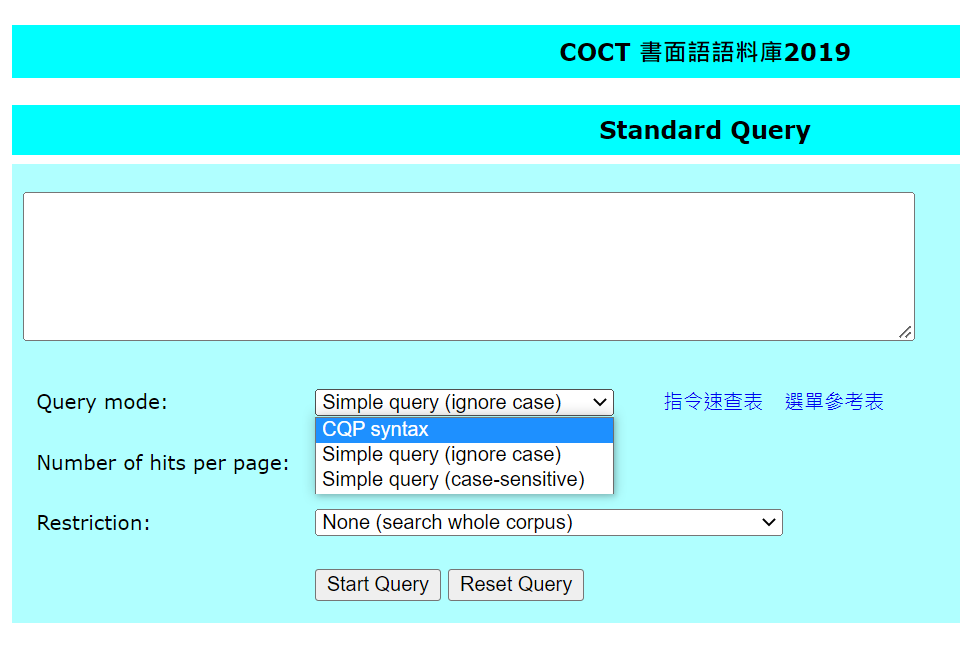 COCT 書面語語料庫2019
Standard Query
Query mode:
Simple query (ignore case)
指令速查表 選單參考表
CQP syntax
Simple query (ignore case)
Simple query (case-sensitive)
Number of hits per page:
Restriction:
None (search whole corpus)
Start Query
Reset Query